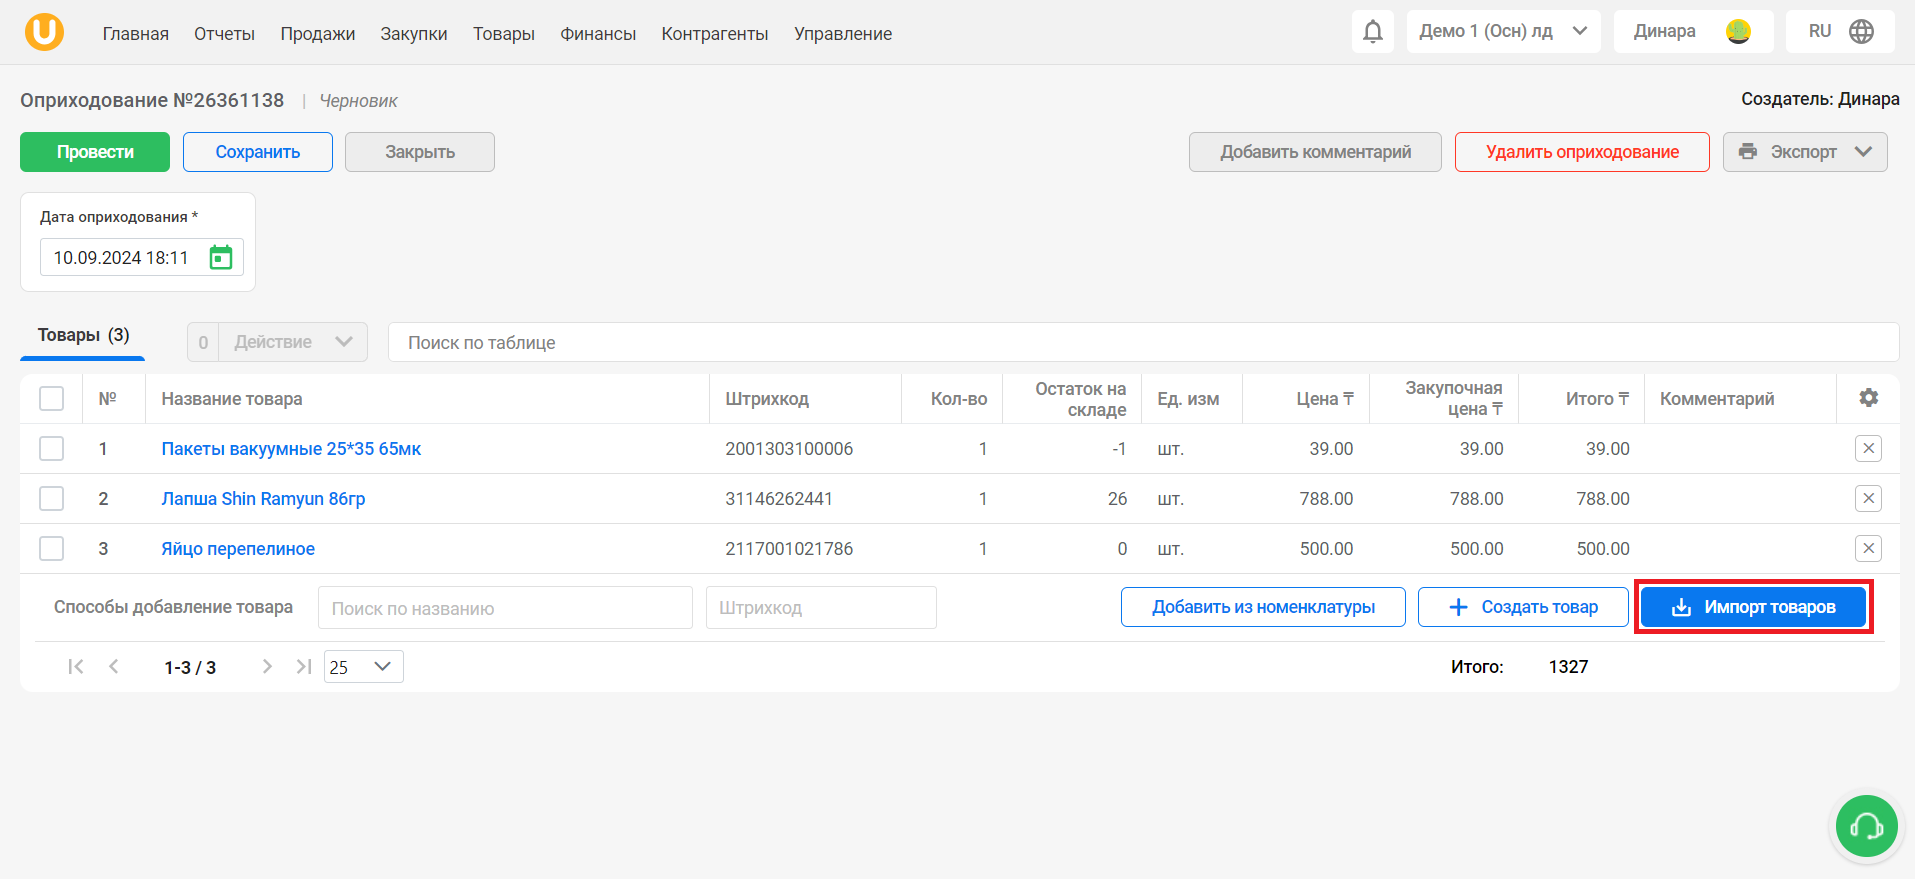 Главная Отчеты Продажи Закупки Товары Финансы Контрагенты Управление Демо 1 (Осн) лд Динара RU
Оприходование №26361138 | Черновик Создатель: Динара
Провести Сохранить Закрыть Добавить комментарий Удалить оприходование Экспорт
Дата оприходования *
10.09.2024 18:11
Товары (3) 0 Действие Поиск по таблице
№ Название товара Штрихкод Кол-во Остаток на складе Ед. изм Цена ₸ Закупочная цена ₸ Итого ₸ Комментарий
1 Пакеты вакуумные 25*35 65мк 2001303100006 1 -1 шт. 39.00 39.00 39.00
2 Лапша Shin Ramyun 86гр 31146262441 1 26 шт. 788.00 788.00 788.00
3 Яйцо перепелиное 2117001021786 1 0 шт. 500.00 500.00 500.00
Способы добавление товара Поиск по названию Штрихкод Добавить из номенклатуры Создать товар Импорт товаров
1-3 / 3 25 Итого: 1327